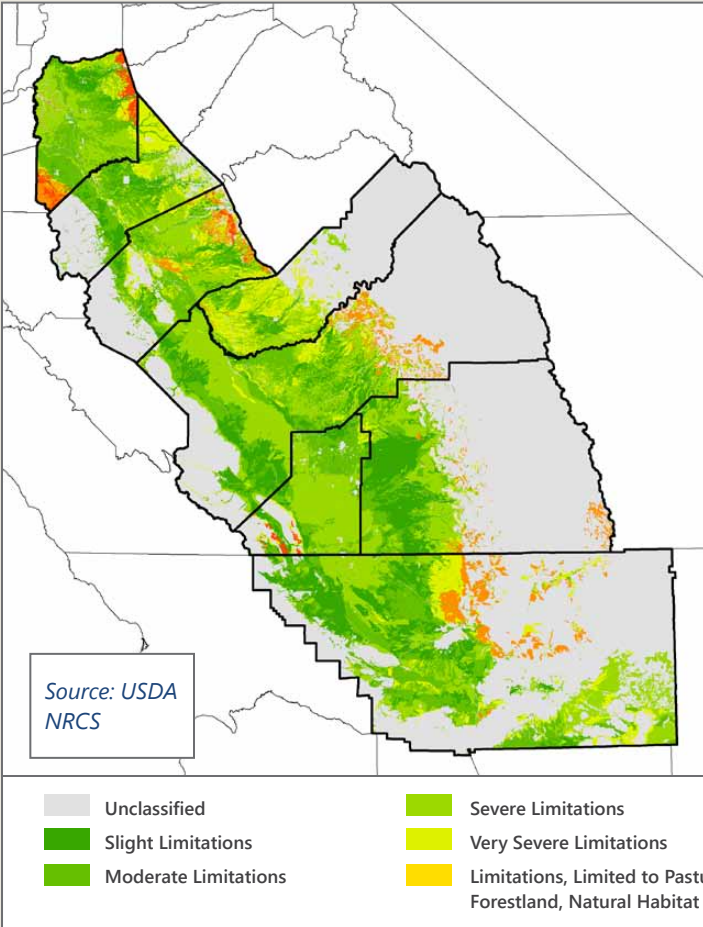 Source: USDA
NRCS
Unclassified
Slight Limitations
Moderate Limitations
Severe Limitations
Very Severe Limitations
Limitations, Limited to Pastu
Forestland, Natural Habitat